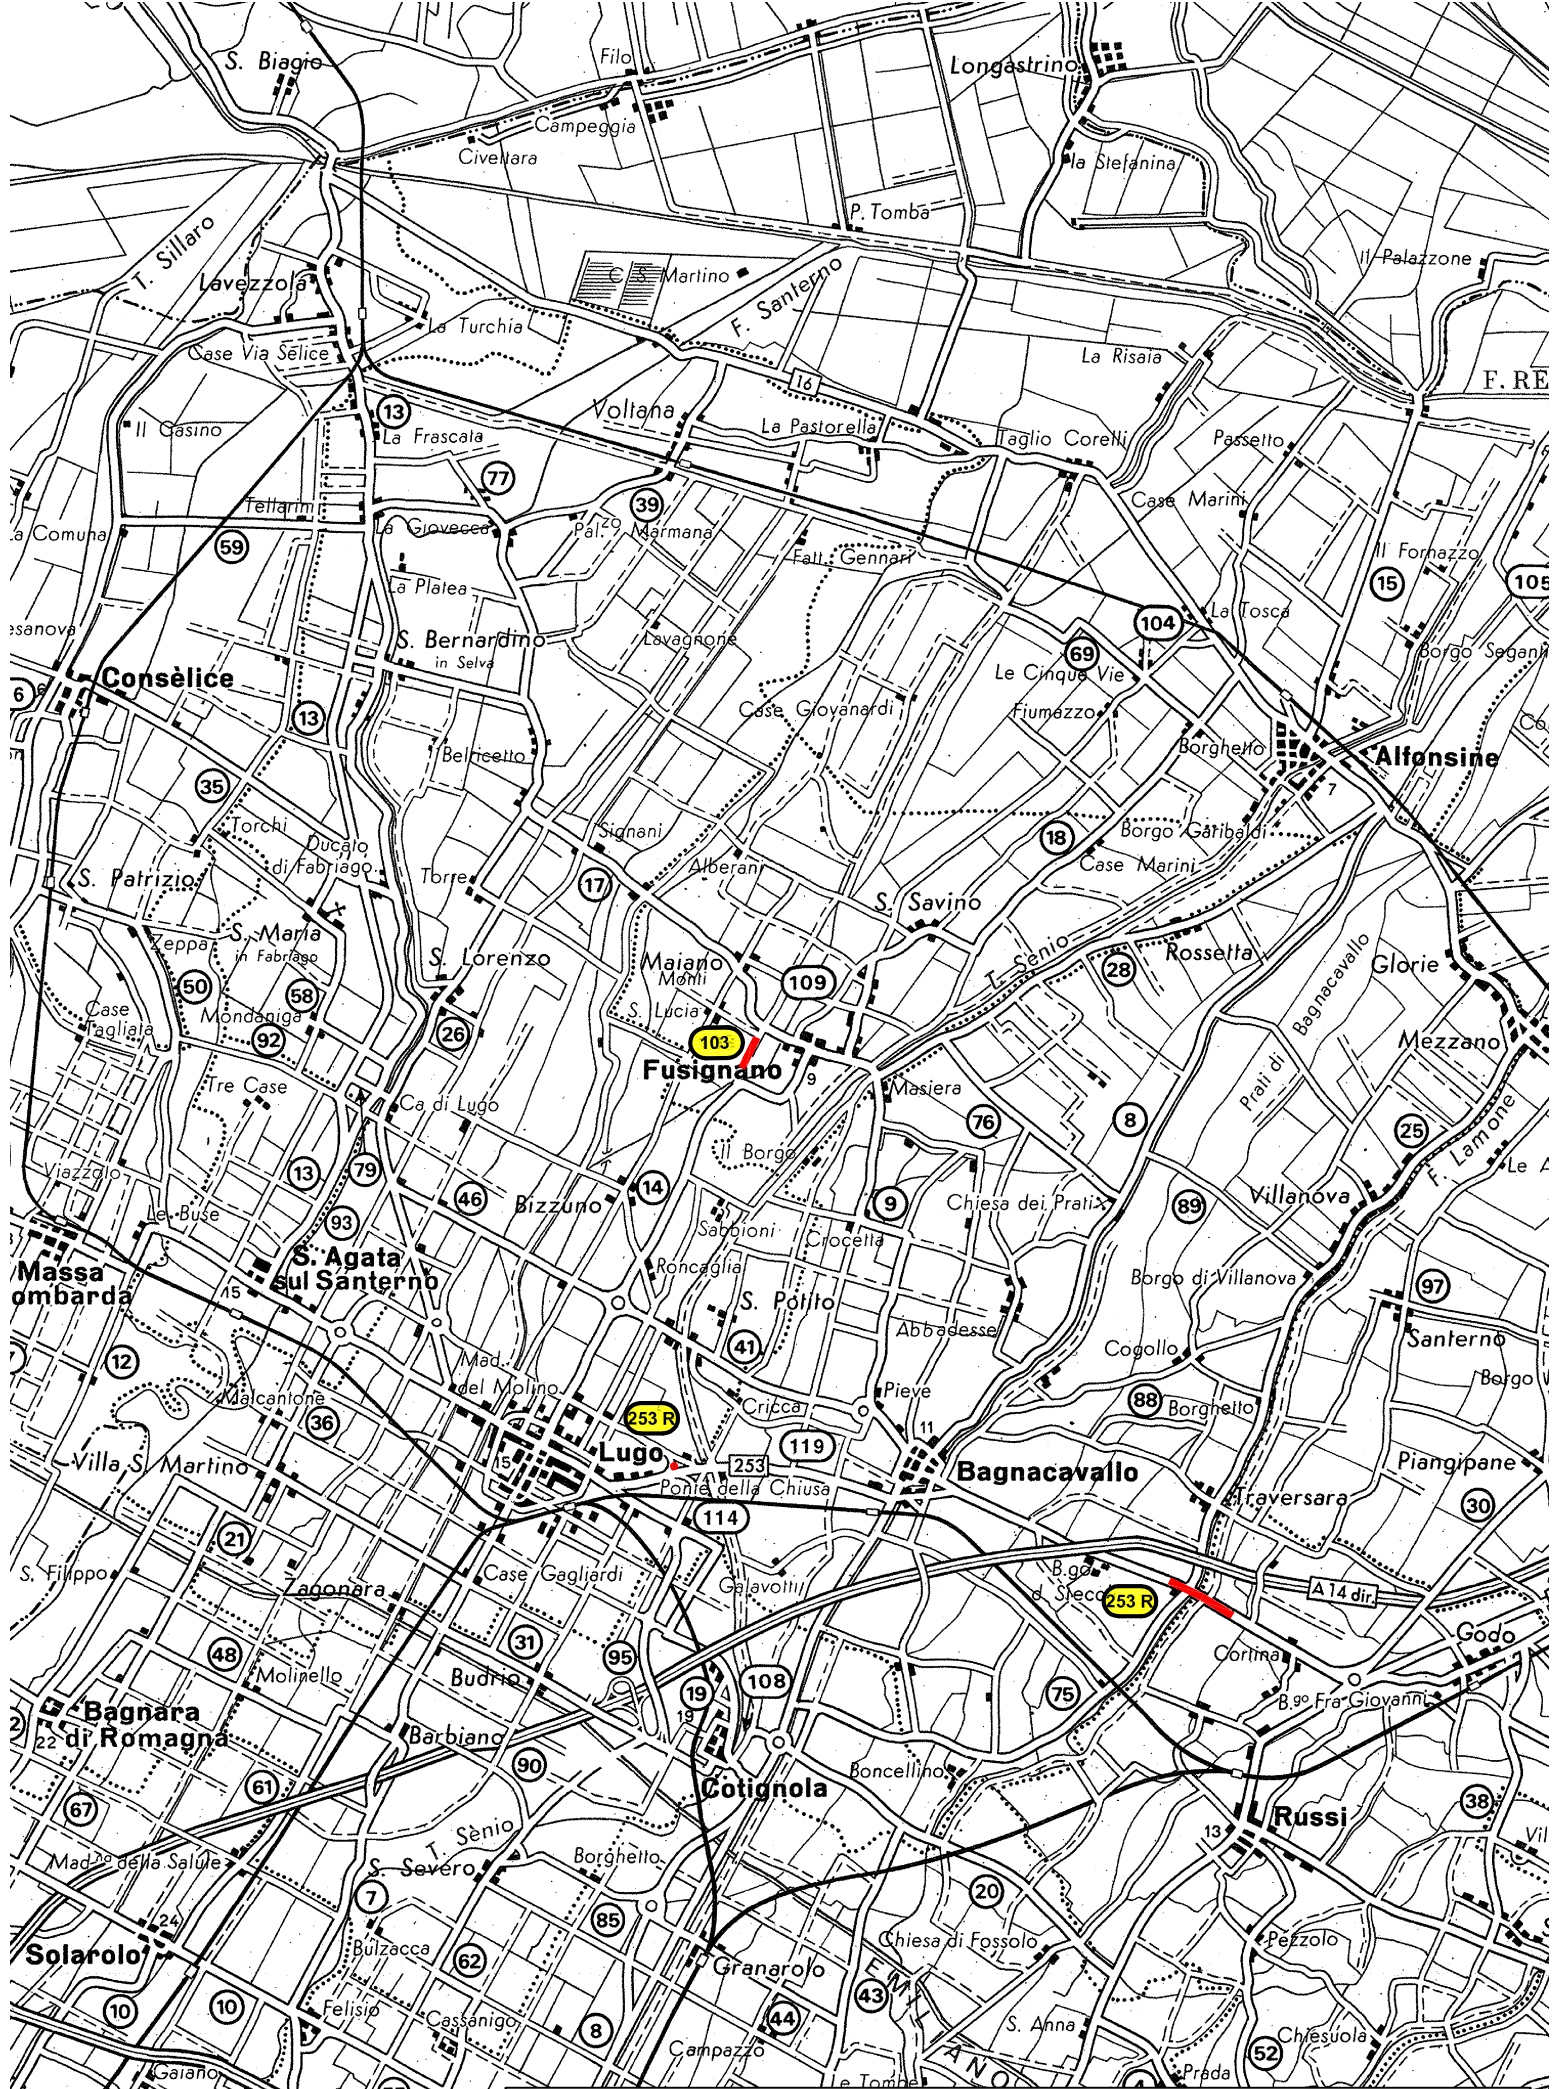 S. Biagio
Filo
Longastrino
Campeggia
Civettara
la Stefanina
P. Tomba
T. Sillaro
Il Palazzone
Lavezzola
C. S. Martino
F. Santerno
La Turchia
Case Via Selice
La Risaia
16
F. RE
13
Voltana
Il Casino
La Frascata
La Pastorella
Taglio Corelli
Passetto
77
39
Case Marini
Tellarini
La Giovecca
Pal.zo Marmana
a Comuna
59
Fatt. Gennari
Il Fornazzo
15
105
La Platea
La Tosca
104
esanova
S. Bernardino
in Selva
Lavagnone
69
Borgo Segant
Le Cinque Vie
Consèlice
6
13
Case Giovanardi
Fiumazzo
Borghetto
Belricetto
Alfonsine
35
7
Torchi
Signani
Borgo Garibaldi
18
Ducato
di Fabriago
Alberani
Case Marini
S. Patrizio
Torre
17
S. Savino
Zeppa
S. Maria
in Fabriago
S. Lorenzo
T. Senio
Rossetta
Maiano
Monti
28
Glorie
50
58
109
Bagnacavallo
Case
Tagliata
Mondaniga
92
26
S. Lucia
103
Mezzano
Fusignano
9
Tre Case
Masiera
Prati di
Ca di Lugo
76
8
25
F. Lamone
Il Borgo
Viazzolo
13
79
14
Le A
46
Bizzuno
9
Chiesa dei Prati
89
Villanova
Le Buse
93
Sabbioni
Crocetta
S. Agata
sul Santerno
Massa
ombarda
15
Roncaglia
Borgo di Villanova
97
S. Potito
Abbadesse
Santerno
12
41
Cogollo
Mad.
del Molino
Borgo
Malcantone
36
Pieve
Cricca
88
Borghetto
253 R
119
11
Villa S. Martino
15
Lugo
253
Bagnacavallo
Piangipane
Ponte della Chiusa
114
Traversara
30
21
S. Filippo
Case Gagliardi
Galavotti
B.go
d. Stecc
Zagonara
A 14 dir.
253 R
31
95
Godo
48
Molinello
Budrio
108
Cortina
19
75
B.go Fra Giovanni
Bagnara
di Romagna
22
2
19
Barbiano
90
Boncellino
61
Cotignola
67
38
T. Sènio
13
Russi
Vil
Mad.na della Salute
S. Severo
Borghetto
7
20
24
85
Solarolo
Bulzacca
62
Chiesa di Fossolo
Pezzolo
Granarolo
10
10
Felisio
Cassanigo
8
44
43
S. Anna
Chiesuola
EMILIANO
Campazzo
52
Gaiano
Le Tombe
Prada